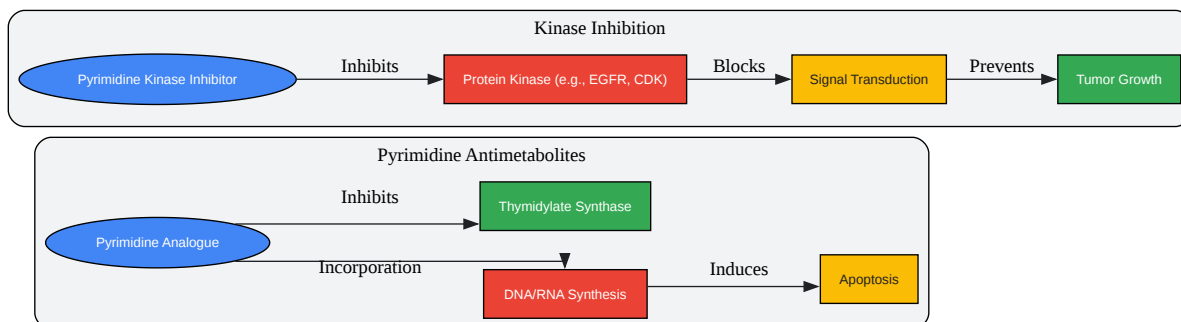 Kinase Inhibition
Pyrimidine Kinase Inhibitor
Inhibits
Protein Kinase (e.g., EGFR, CDK)
Blocks
Signal Transduction
Prevents
Tumor Growth
Pyrimidine Antimetabolites
Pyrimidine Analogue
Inhibits
Thymidylate Synthase
Incorporation
DNA/RNA Synthesis
Induces
Apoptosis